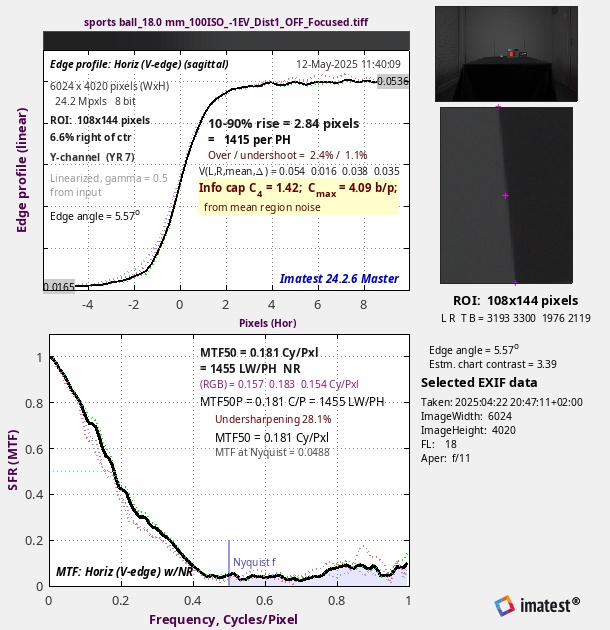 sports ball_18.0 mm_100ISO_-1EV_Dist1_OFF_Focused.tiff
Edge profile: Horiz (V-edge) (sagittal)
12-May-2025 11:40:09
6024 x 4020 pixels (WxH)
24.2 Mpxls 8 bit
ROI: 108x144 pixels
6.6% right of ctr
Y-channel (YR 7)
Linearized, gamma = 0.5
from input
Edge angle = 5.57°
0.0536
10-90% rise = 2.84 pixels
= 1415 per PH
Over / undershoot = 2.4% / 1.1%
V(L,R,mean,Δ) = 0.054 0.016 0.038 0.035
Info cap C4 = 1.42; Cmax = 4.09 b/p;
from mean region noise
Imatest 24.2.6 Master
0.0165
Edge profile (linear)
-4 -2 0 2 4 6 8
Pixels (Hor)
ROI: 108x144 pixels
L R T B = 3193 3300 1976 2119
Edge angle = 5.57°
Estm. chart contrast = 3.39
Selected EXIF data
Taken: 2025:04:22 20:47:11+02:00
ImageWidth: 6024
ImageHeight: 4020
FL: 18
Aper: f/11
MTF50 = 0.181 Cy/Pxl
= 1455 LW/PH NR
(RGB) = 0.157 0.183 0.154 Cy/Pxl
MTF50P = 0.181 C/P = 1455 LW/PH
Undersharpening 28.1%
MTF50 = 0.181 Cy/Pxl
MTF at Nyquist = 0.0488
Nyquist f
MTF: Horiz (V-edge) w/NR
SFR (MTF)
1
0.8
0.6
0.4
0.2
0
0 0.2 0.4 0.6 0.8 1
Frequency, Cycles/Pixel
imatest®